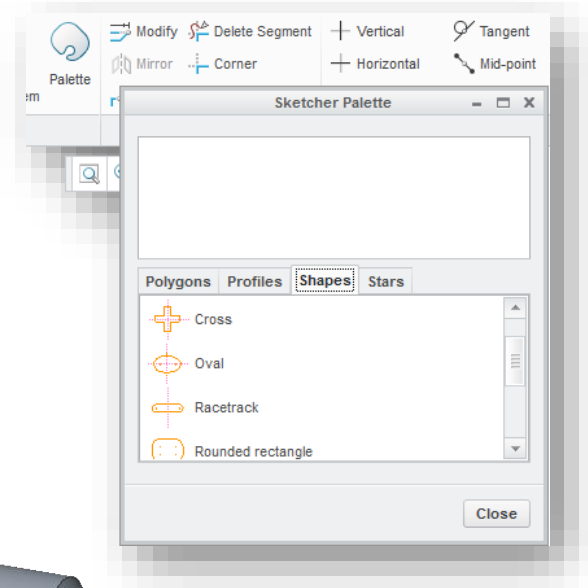 Modify Delete Segment Vertical Tangent
Palette Mirror Corner Horizontal Mid-point
em
Sketcher Palette
Polygons Profiles Shapes Stars
Cross
Oval
Racetrack
Rounded rectangle
Close